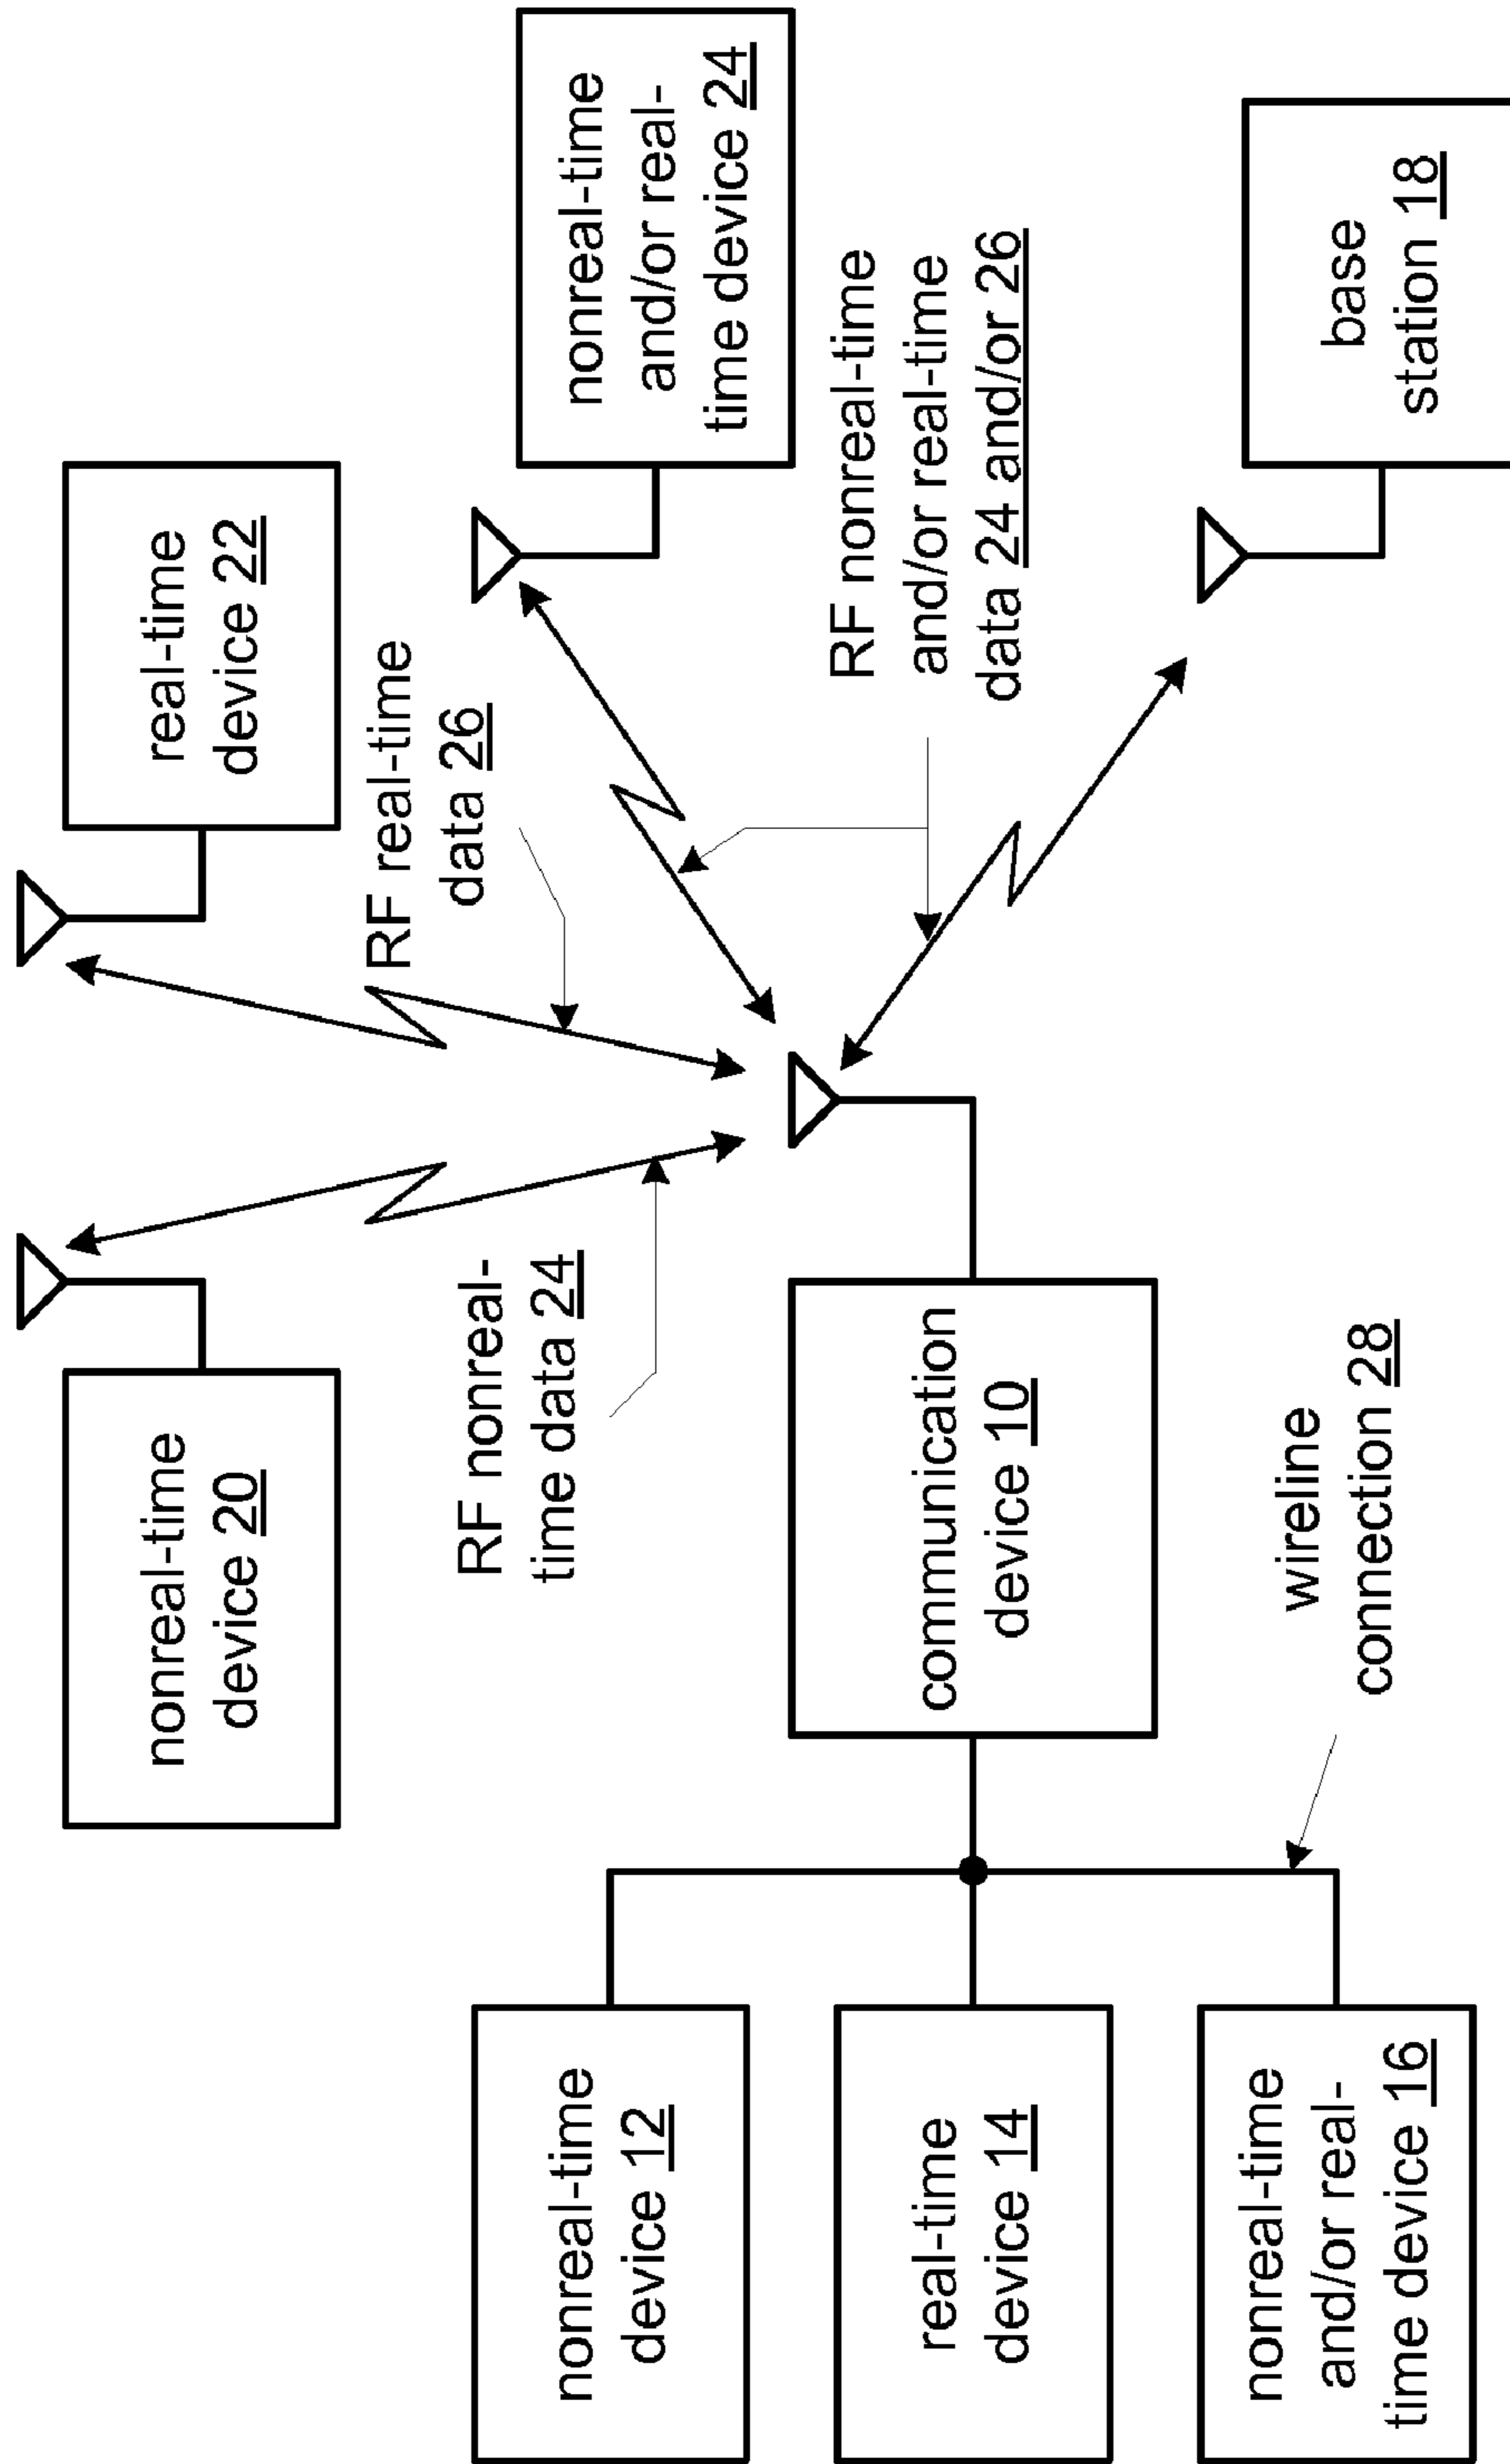 nonreal-time
device 20
real-time
device 22
RF real-time
data 26
RF nonreal-
time data 24
nonreal-time
and/or real-
time device 24
nonreal-time
device 12
real-time
device 14
nonreal-time
and/or real-
time device 16
communication
device 10
RF nonreal-time
and/or real-time
data 24 and/or 26
wireline
connection 28
base
station 18